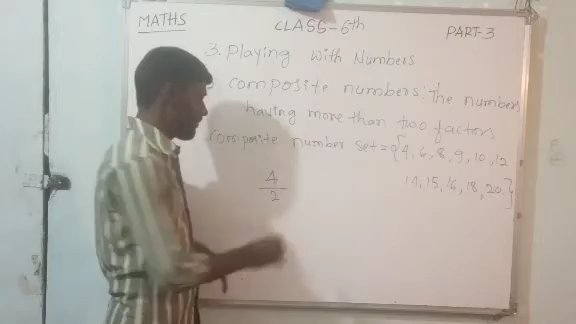 MATHS
CLASS-6th
PART-3
3. Playing With Numbers
composite numbers: the numbers
having more than two factors
composite number set = {4, 6, 8, 9, 10, 12
14, 15, 16, 18, 20.}
4
2